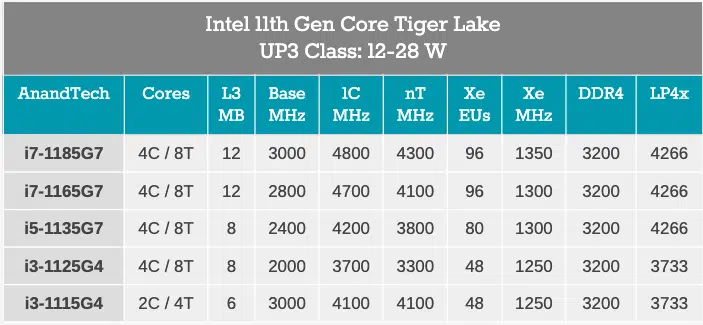 Intel 11th Gen Core Tiger Lake
UP3 Class: 12-28 W
AnandTech Cores L3 MB Base MHz 1C MHz nT MHz Xe EUs Xe MHz DDR4 LP4x
i7-1185G7 4C / 8T 12 3000 4800 4300 96 1350 3200 4266
i7-1165G7 4C / 8T 12 2800 4700 4100 96 1300 3200 4266
i5-1135G7 4C / 8T 8 2400 4200 3800 80 1300 3200 4266
i3-1125G4 4C / 8T 8 2000 3700 3300 48 1250 3200 3733
i3-1115G4 2C / 4T 6 3000 4100 4100 48 1250 3200 3733